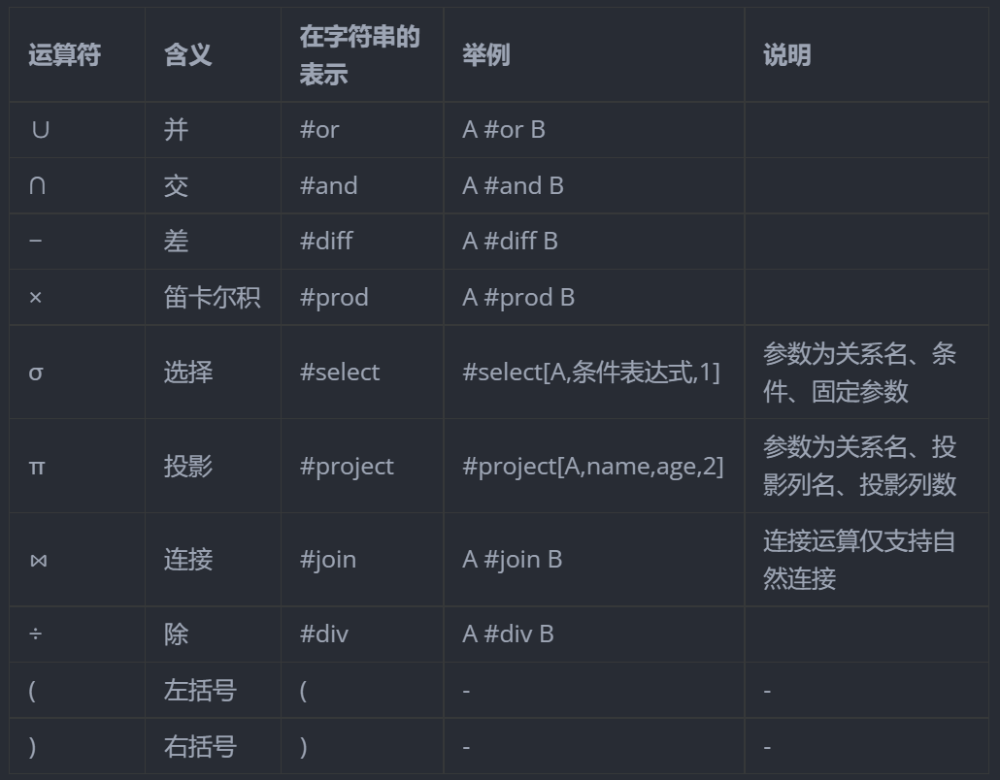 运算符 含义 在字符串的表示 举例 说明
∪ 并 #or A #or B
∩ 交 #and A #and B
− 差 #diff A #diff B
× 笛卡尔积 #prod A #prod B
σ 选择 #select #select[A,条件表达式,1] 参数为关系名、条件、固定参数
π 投影 #project #project[A,name,age,2] 参数为关系名、投影列名、投影列数
⋈ 连接 #join A #join B 连接运算仅支持自然连接
÷ 除 #div A #div B
( 左括号 ( - -
) 右括号 ) - -